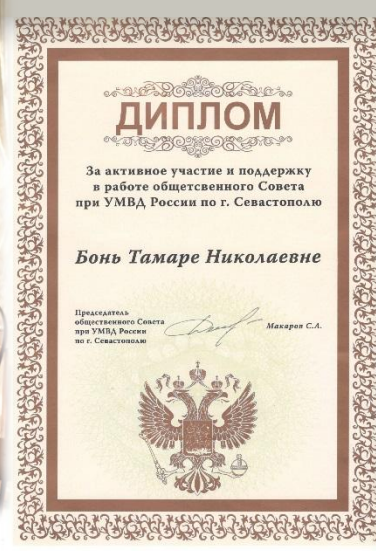 ДИПЛОМ
За активное участие и поддержку
в работе общетсвенного Совета
при УМВД России по г. Севастополю
Бонь Тамаре Николаевне
Председатель
общественного Совета
при УМВД России
по г. Севастополю
Макаров С.А.